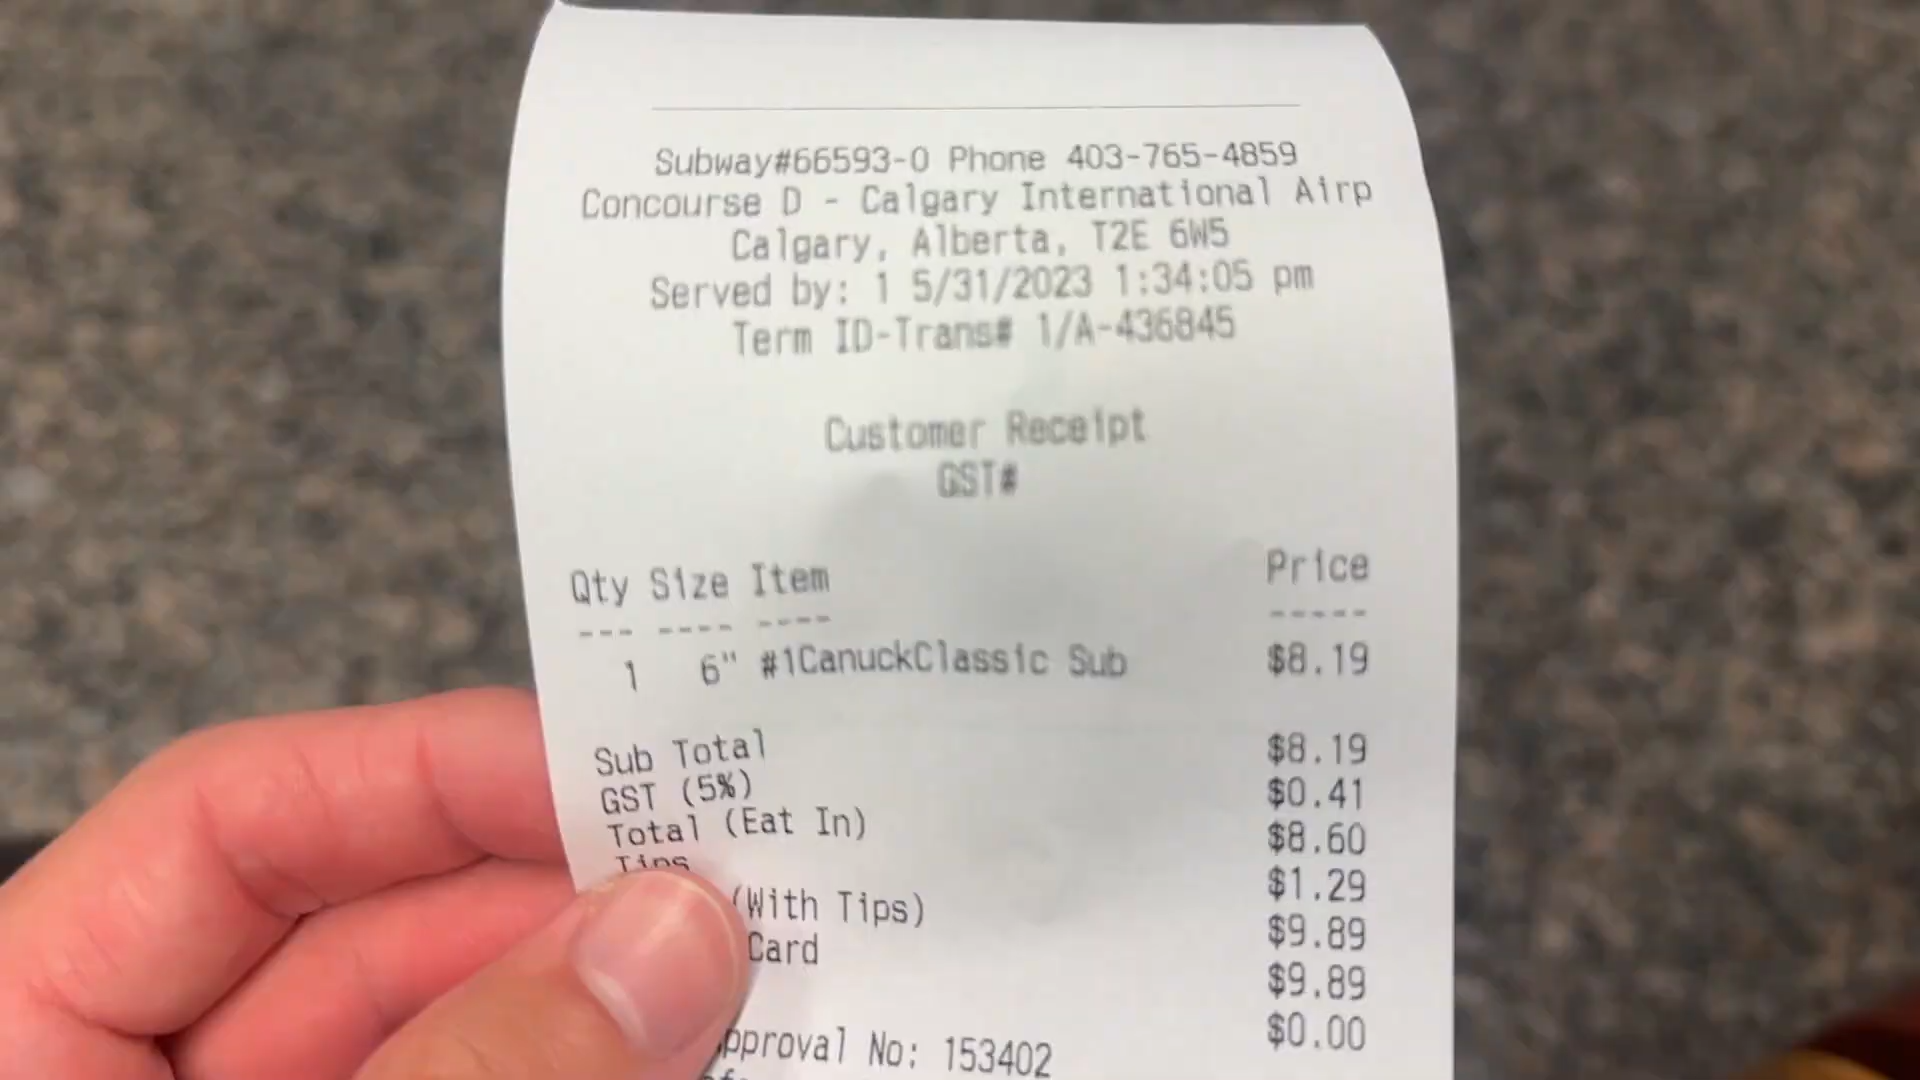 Subway#66593-0 Phone 403-765-4859
Concourse D - Calgary International Airp
Calgary, Alberta, T2E 6W5
Served by: 1 5/31/2023 1:34:05 pm
Term ID-Trans# 1/A-436845
Customer Receipt
GST#
Qty Size Item Price
--- ---- ---- -----
1 6" #1CanuckClassic Sub $8.19
Sub Total $8.19
GST (5%) $0.41
Total (Eat In) $8.60
Tips $1.29
(With Tips) $9.89
Card $9.89
$0.00
pproval No: 153402